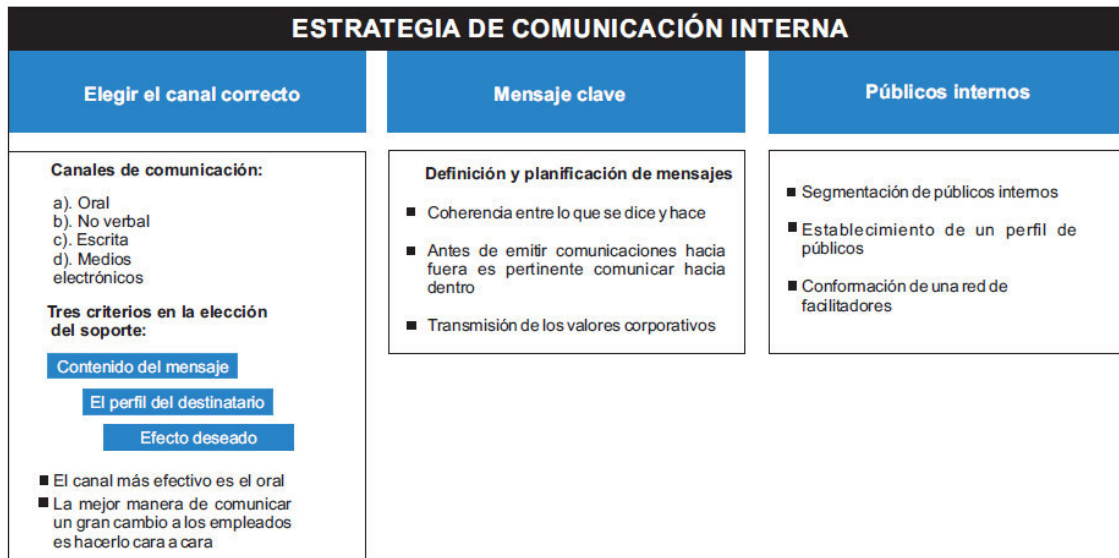 ESTRATEGIA DE COMUNICACIÓN INTERNA
Elegir el canal correcto
Canales de comunicación:
a). Oral
b). No verbal
c). Escrita
d). Medios
electrónicos
Tres criterios en la elección
del soporte:
Contenido del mensaje
El perfil del destinatario
Efecto deseado
■ El canal más efectivo es el oral
■ La mejor manera de comunicar
un gran cambio a los empleados
es hacerlo cara a cara
Mensaje clave
Definición y planificación de mensajes
■ Coherencia entre lo que se dice y hace
■ Antes de emitir comunicaciones hacia
fuera es pertinente comunicar hacia
dentro
■ Transmisión de los valores corporativos
Públicos internos
■ Segmentación de públicos internos
■ Establecimiento de un perfil de
públicos
■ Conformación de una red de
facilitadores